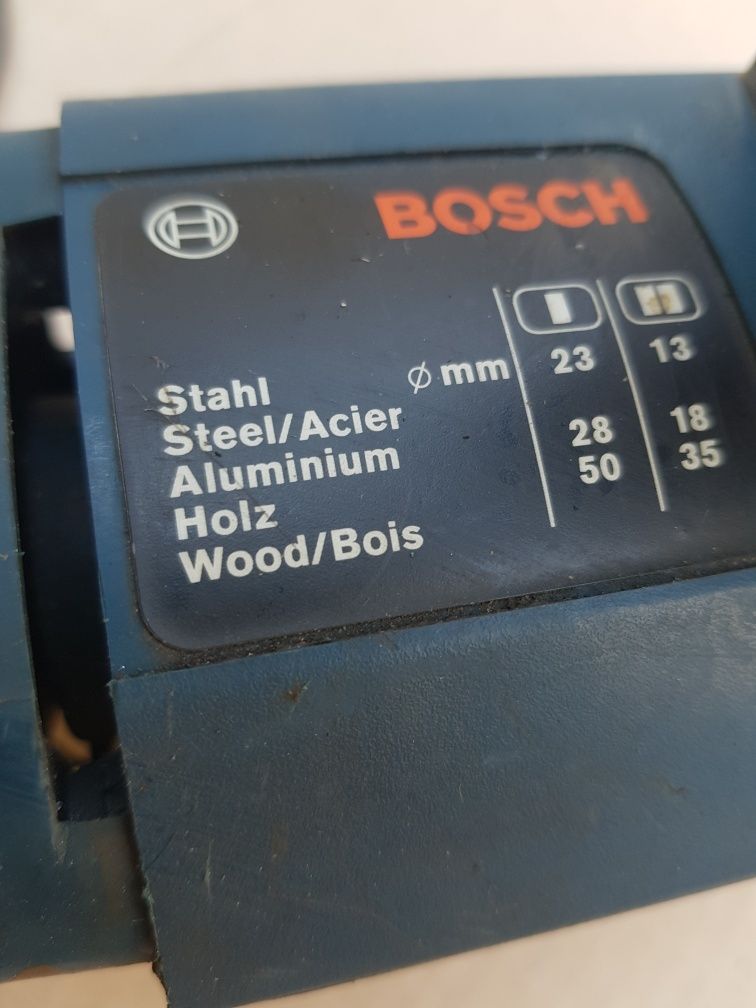 BOSCH
Stahl ø mm 23 13
Steel/Acier
Aluminium 28 18
Holz 50 35
Wood/Bois